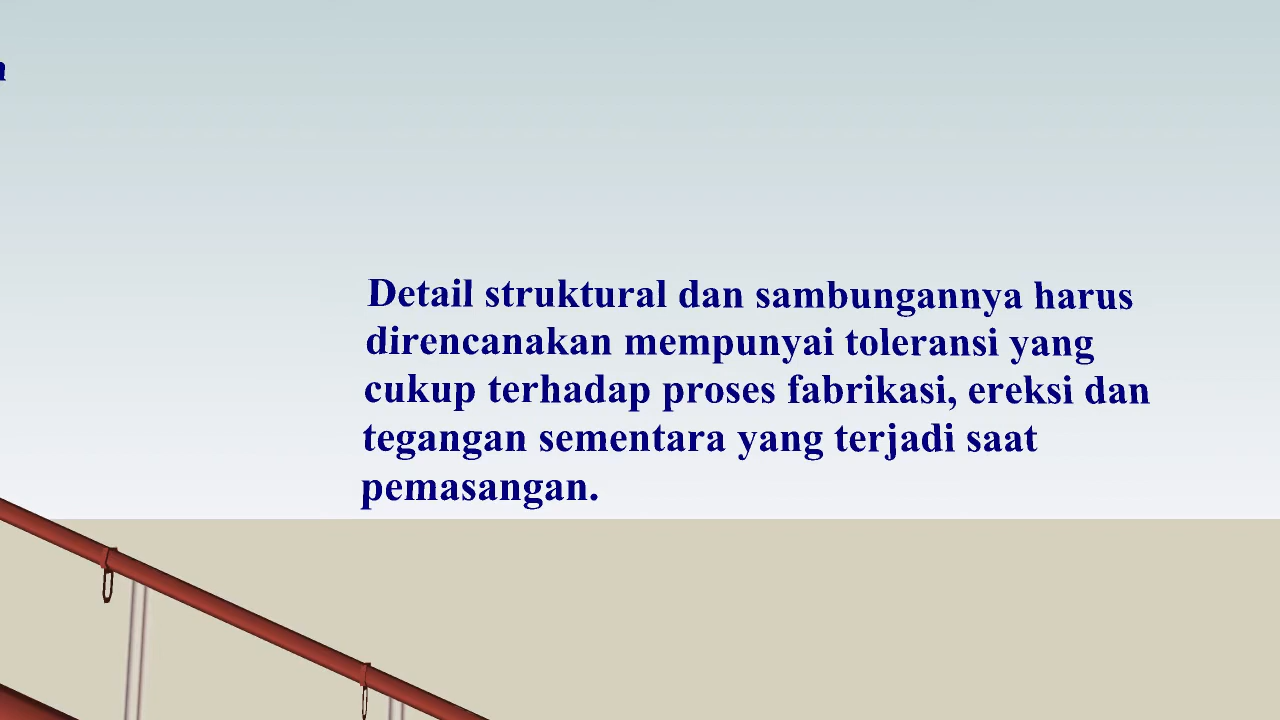 Detail struktural dan sambungannya harus
direncanakan mempunyai toleransi yang
cukup terhadap proses fabrikasi, ereksi dan
tegangan sementara yang terjadi saat
pemasangan.